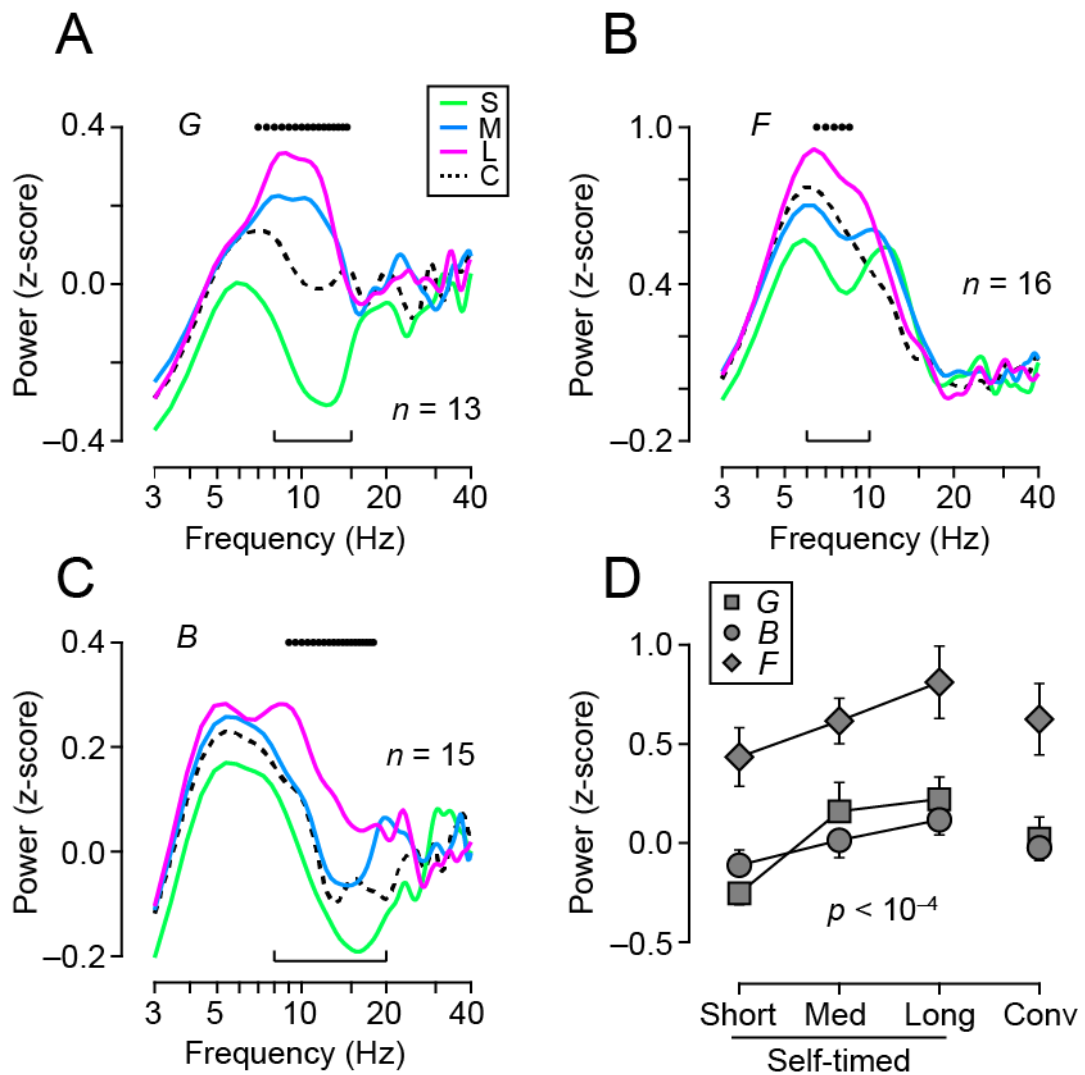 A
B
G
S
M
L
C
F
0.4
0.0
–0.4
Power (z-score)
n = 13
3
5
10
20
40
Frequency (Hz)
1.0
0.4
–0.2
Power (z-score)
n = 16
3
5
10
20
40
Frequency (Hz)
C
B
0.4
0.2
0.0
–0.2
Power (z-score)
n = 15
3
5
10
20
40
Frequency (Hz)
D
G
B
F
1.0
0.5
0.0
–0.5
Power (z-score)
p < 10⁻⁴
Short Med Long Conv
Self-timed